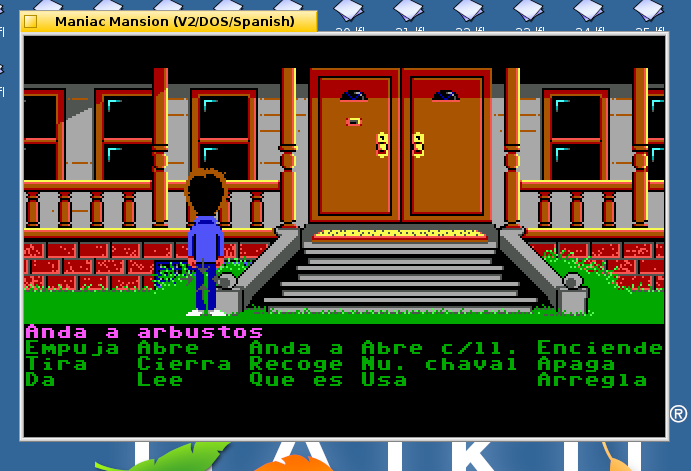 Maniac Mansion (V2/DOS/Spanish)
Anda a arbustos
Empuja Abre Anda a Abre c/ll. Enciende
Tira Cierra Recoge Nu. chaval Apaga
Da Lee Que es Usa Arregla
®